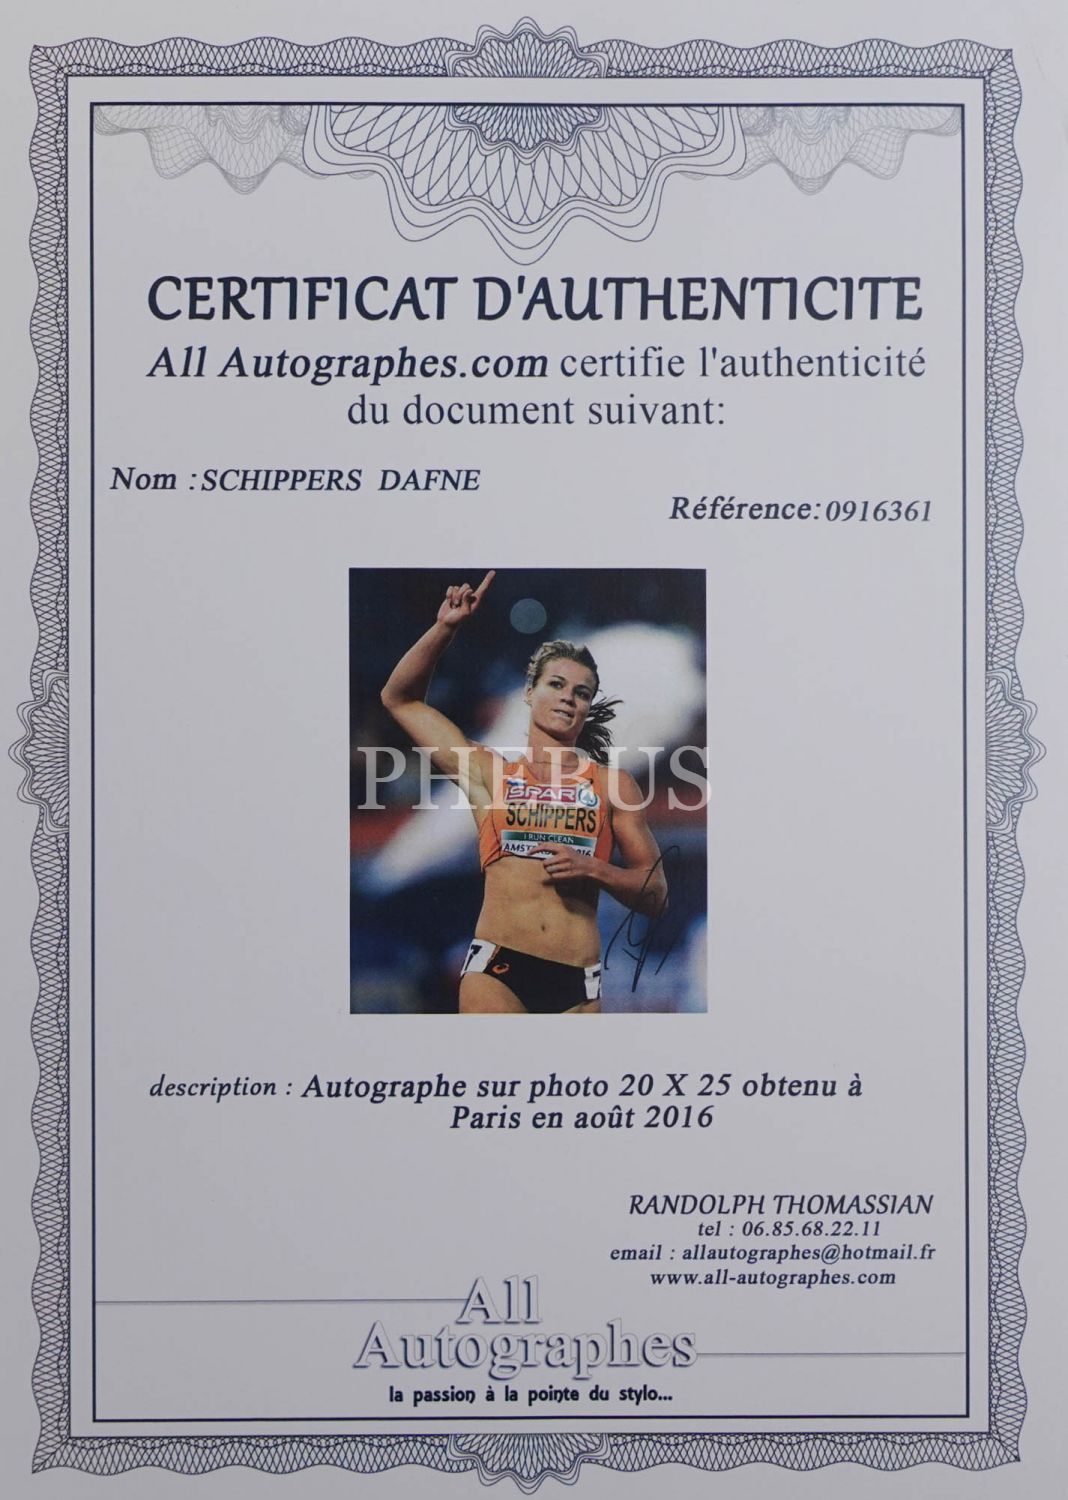 CERTIFICAT D'AUTHENTICITE
All Autographes.com certifie l'authenticité
du document suivant:
Nom : SCHIPPERS DAFNE
Référence: 0916361
PHEBUS
SPAR
SCHIPPERS
I RUN CLEAN
description : Autographe sur photo 20 X 25 obtenu à
Paris en août 2016
RANDOLPH THOMASSIAN
tel : 06.85.68.22.11
email : allautographes@hotmail.fr
www.all-autographes.com
All
Autographes
la passion à la pointe du stylo...